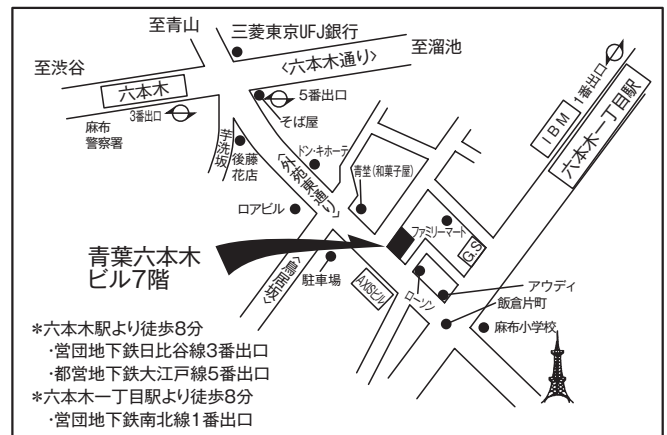 至青山
三菱東京UFJ銀行
至渋谷
〈六本木通り〉
至溜池
六本木
3番出口
麻布
警察署
5番出口
そば屋
芋洗坂
後藤
花店
ドン・キホーテ
〈外苑東通り〉
青埜(和菓子屋)
IBM
1番出口
六本木一丁目駅
ロアビル
ファミリーマート
G.S
青葉六本木
ビル7階
〈鳥居坂〉
駐車場
AXISビル
ローソン
アウディ
飯倉片町
麻布小学校
*六本木駅より徒歩8分
・営団地下鉄日比谷線3番出口
・都営地下鉄大江戸線5番出口
*六本木一丁目駅より徒歩8分
・営団地下鉄南北線1番出口